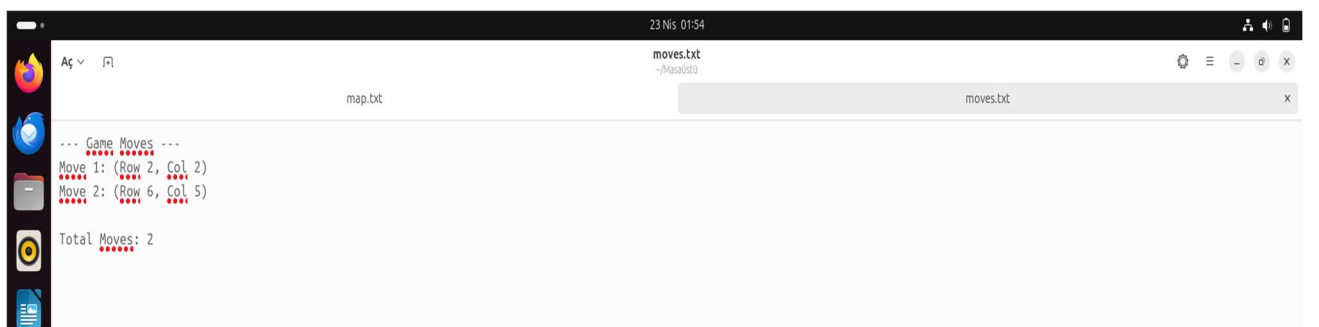 23 Nis 01:54
Aç
moves.txt
~/Masaüstü
map.txt
moves.txt
--- Game Moves ---
Move 1: (Row 2, Col 2)
Move 2: (Row 6, Col 5)
Total Moves: 2